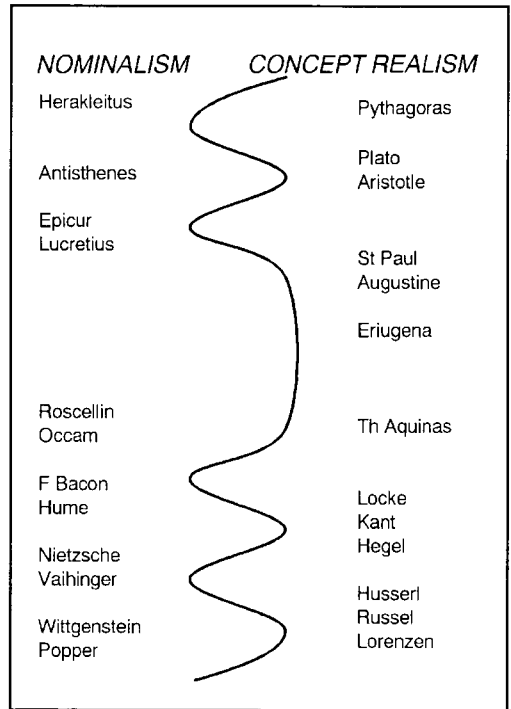 NOMINALISM
CONCEPT REALISM
Herakleitus
Pythagoras
Antisthenes
Plato
Aristotle
Epicur
Lucretius
St Paul
Augustine
Eriugena
Roscellin
Occam
Th Aquinas
F Bacon
Hume
Locke
Kant
Hegel
Nietzsche
Vaihinger
Husserl
Russel
Lorenzen
Wittgenstein
Popper